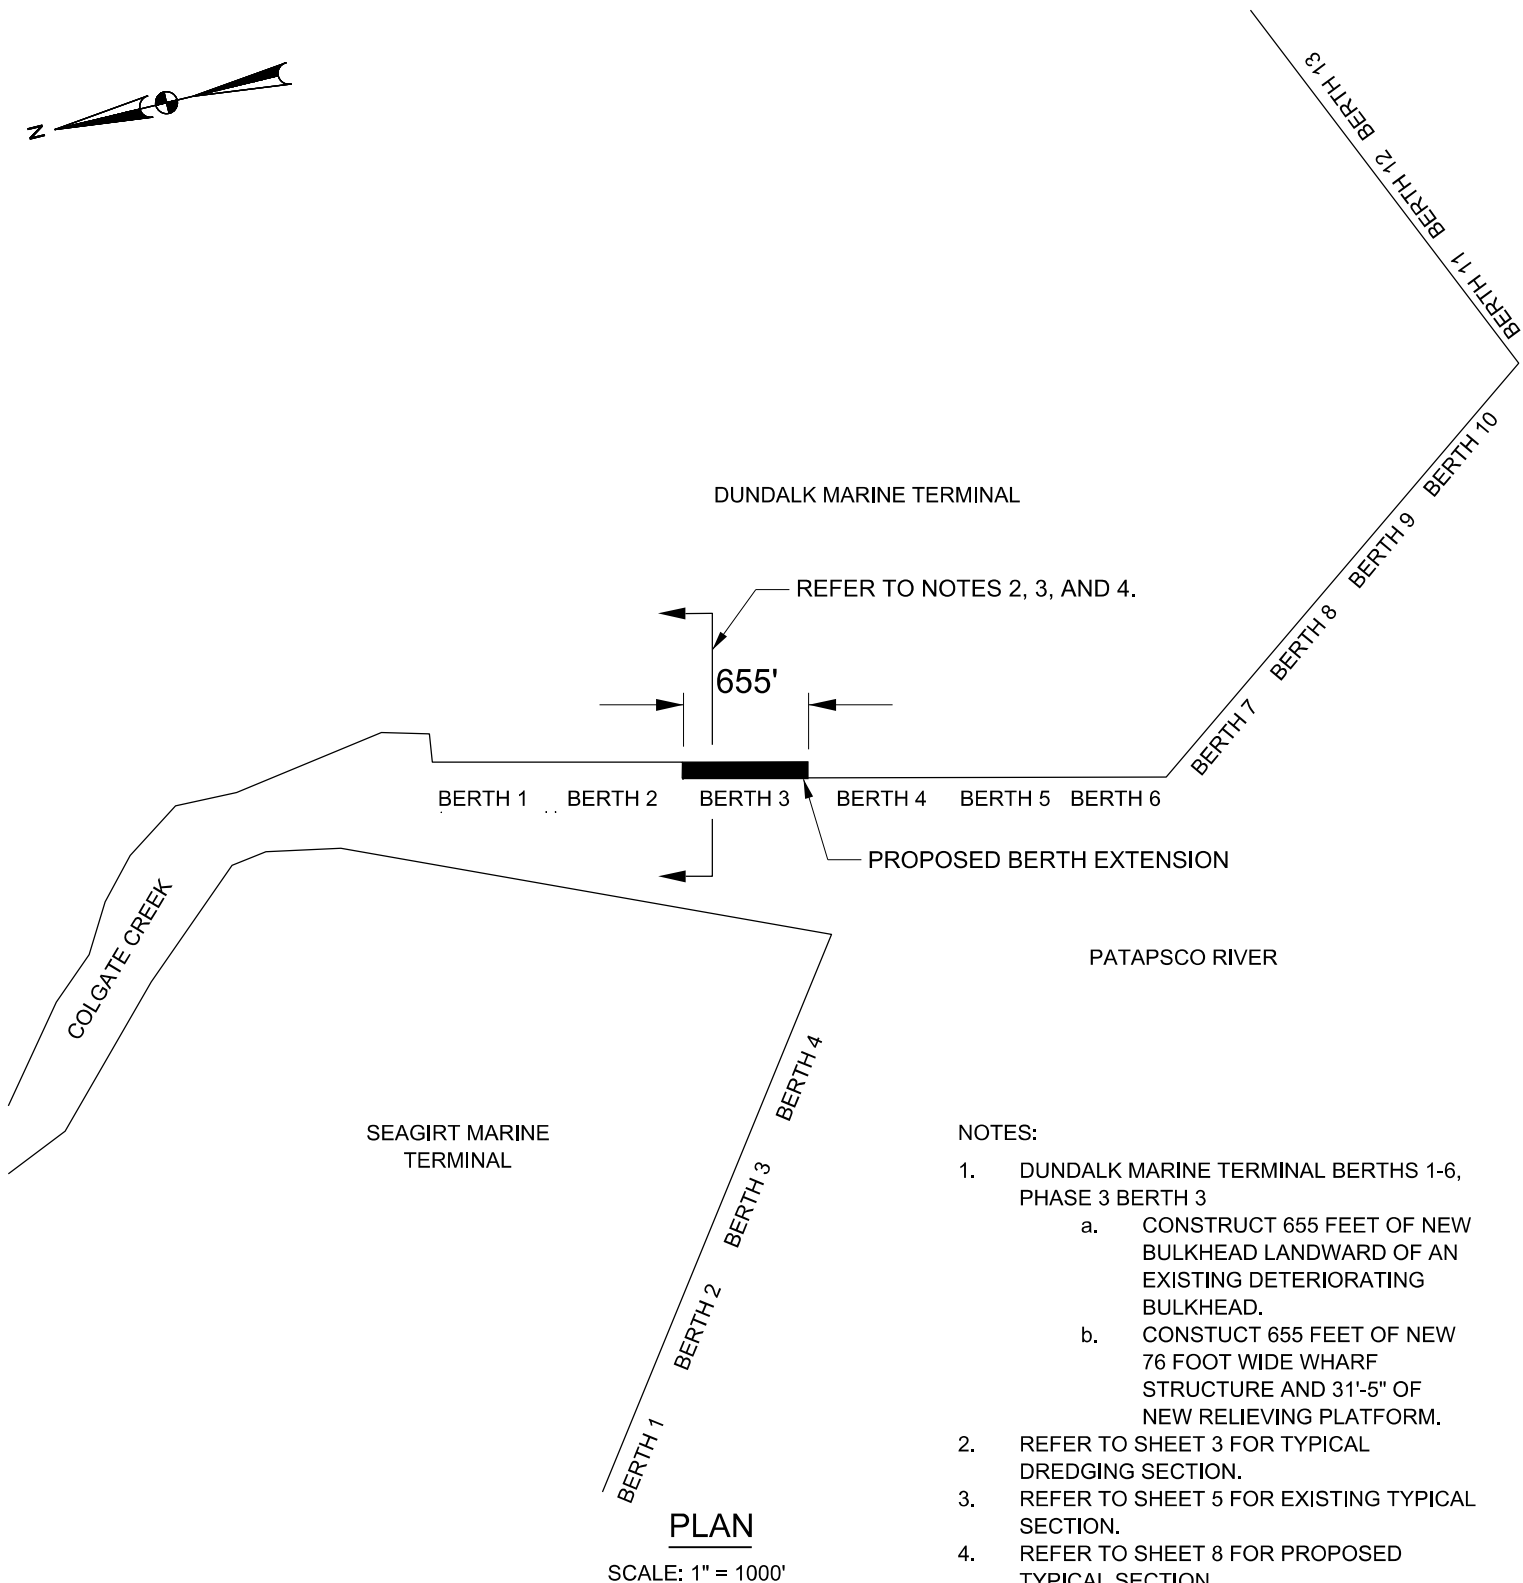 N
BERTH 13
BERTH 12
BERTH 11
BERTH 10
BERTH 9
BERTH 8
BERTH 7
DUNDALK MARINE TERMINAL
REFER TO NOTES 2, 3, AND 4.
655'
BERTH 1 BERTH 2 BERTH 3 BERTH 4 BERTH 5 BERTH 6
PROPOSED BERTH EXTENSION
COLGATE CREEK
PATAPSCO RIVER
SEAGIRT MARINE
TERMINAL
BERTH 4
BERTH 3
BERTH 2
BERTH 1
PLAN
SCALE: 1" = 1000'
NOTES:
1. DUNDALK MARINE TERMINAL BERTHS 1-6,
PHASE 3 BERTH 3
a. CONSTRUCT 655 FEET OF NEW
BULKHEAD LANDWARD OF AN
EXISTING DETERIORATING
BULKHEAD.
b. CONSTUCT 655 FEET OF NEW
76 FOOT WIDE WHARF
STRUCTURE AND 31'-5" OF
NEW RELIEVING PLATFORM.
2. REFER TO SHEET 3 FOR TYPICAL
DREDGING SECTION.
3. REFER TO SHEET 5 FOR EXISTING TYPICAL
SECTION.
4. REFER TO SHEET 8 FOR PROPOSED
TYPICAL SECTION